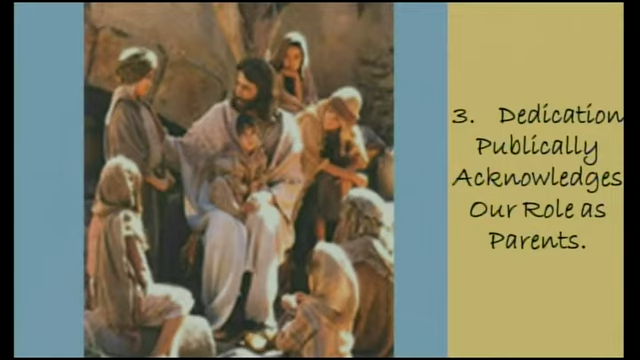 3. Dedication
Publically
Acknowledges
Our Role as
Parents.